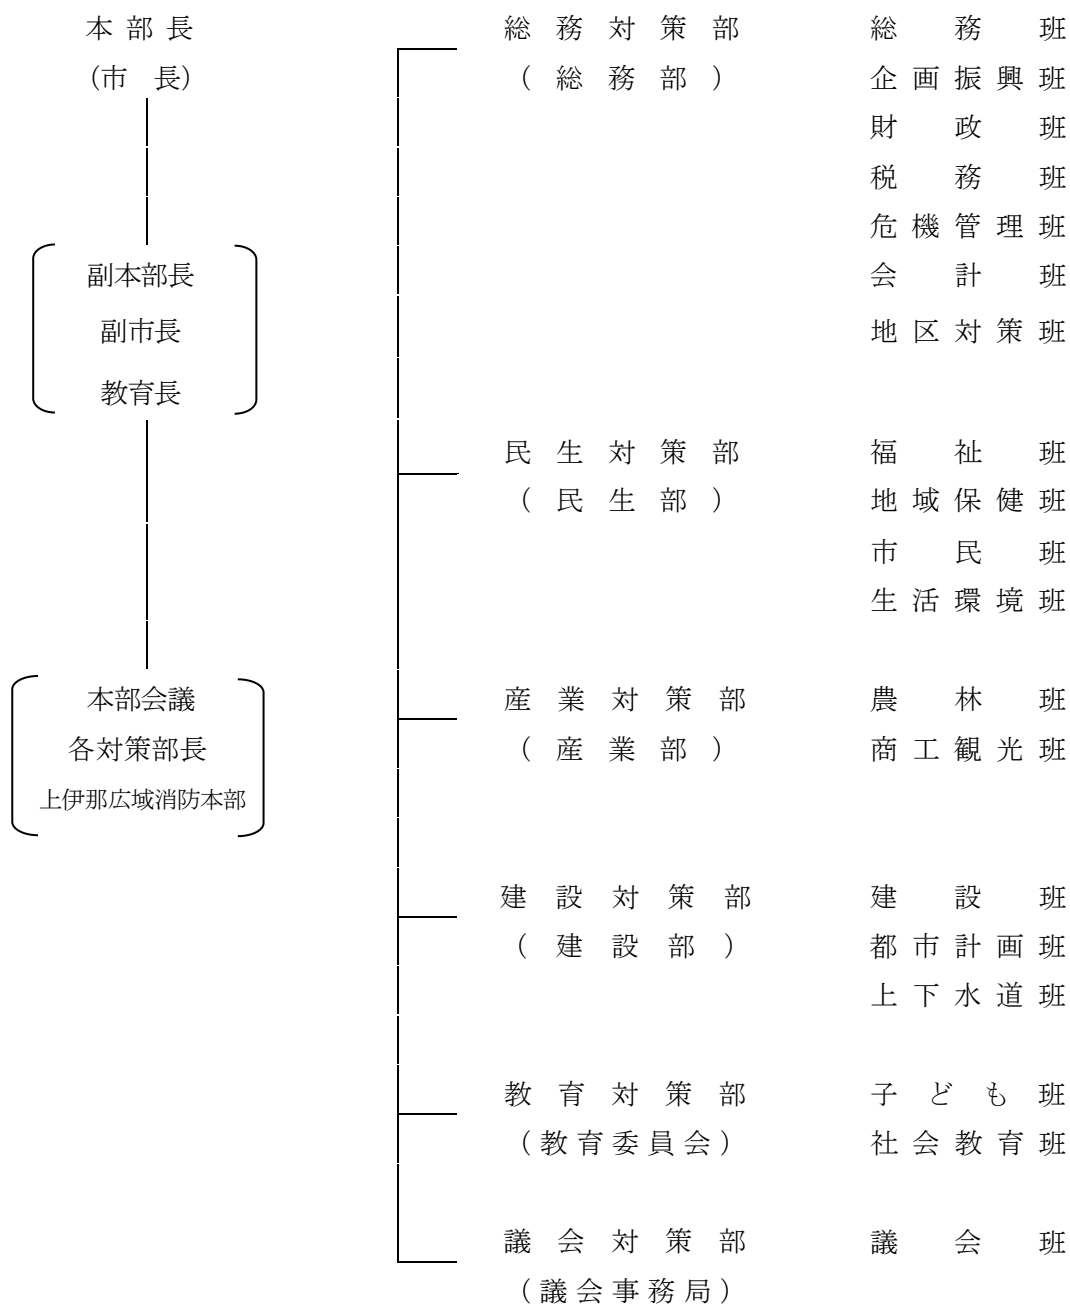 本部長
(市　長)
副本部長
副市長
教育長
本部会議
各対策部長
上伊那広域消防本部
総務対策部
（総務部）
総務班
企画振興班
財政班
税務班
危機管理班
会計班
地区対策班
民生対策部
（民生部）
福祉班
地域保健班
市民班
生活環境班
産業対策部
（産業部）
農林班
商工観光班
建設対策部
（建設部）
建設班
都市計画班
上下水道班
教育対策部
（教育委員会）
子ども班
社会教育班
議会対策部
（議会事務局）
議会班